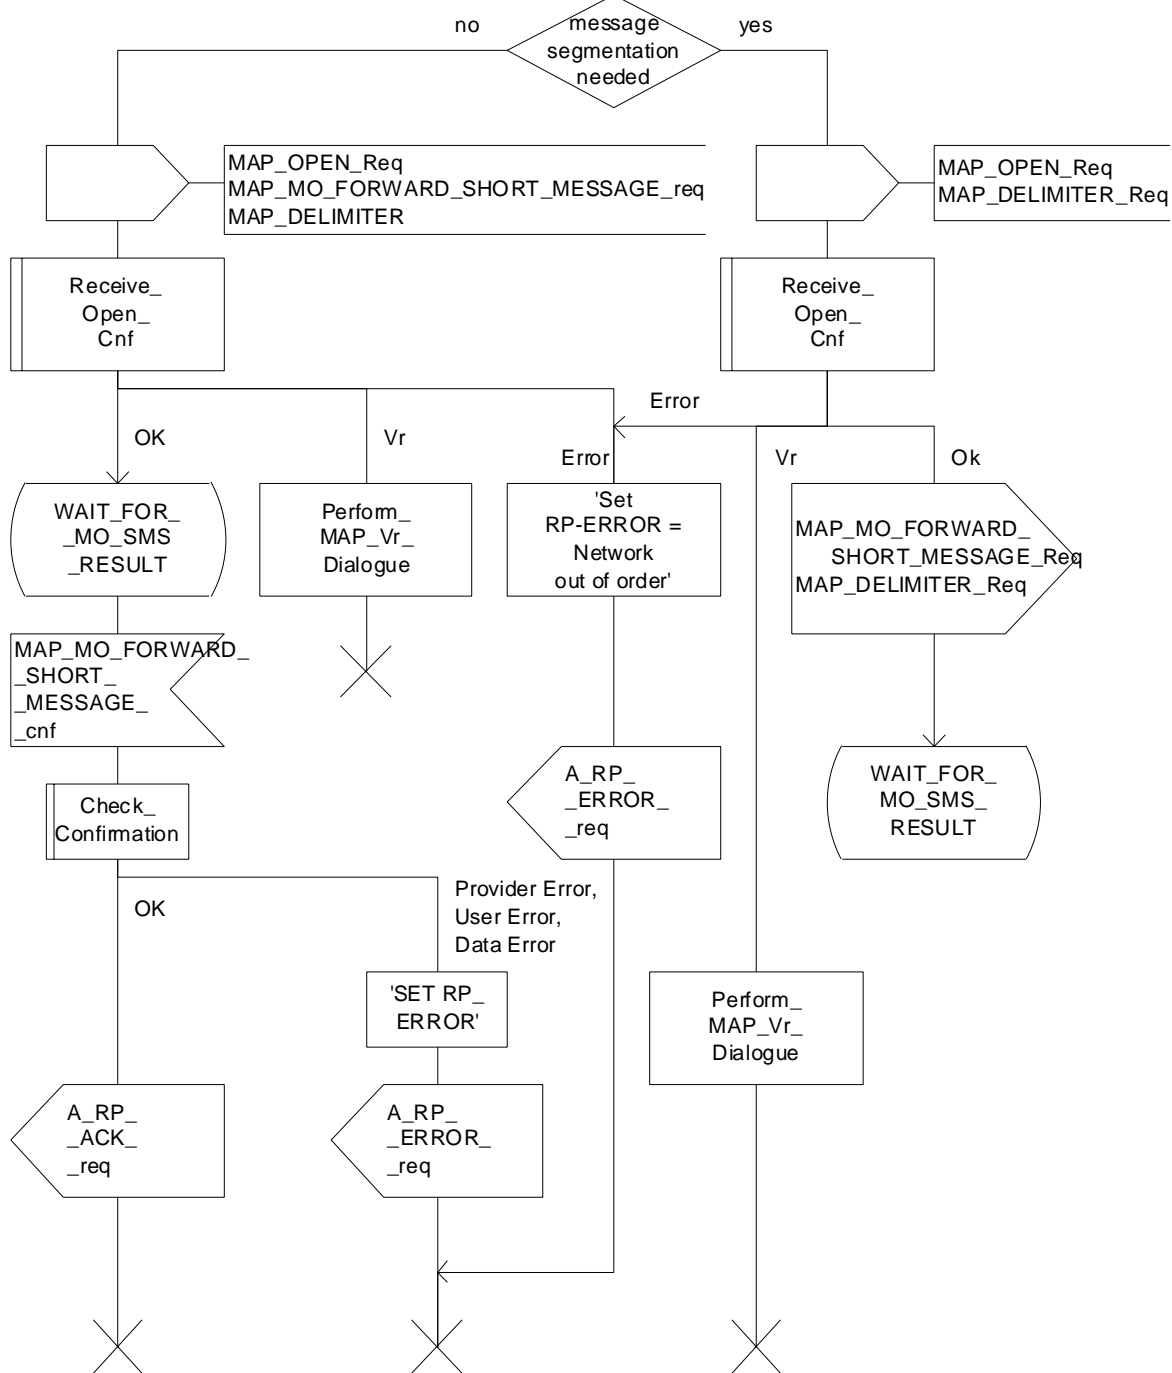 no
message
segmentation
needed
yes
MAP_OPEN_Req
MAP_MO_FORWARD_SHORT_MESSAGE_req
MAP_DELIMITER
MAP_OPEN_Req
MAP_DELIMITER_Req
Receive_
Open_
Cnf
Receive_
Open_
Cnf
Error
OK
Vr
Error
Vr
Ok
WAIT_FOR_
_MO_SMS
_RESULT
Perform_
MAP_Vr_
Dialogue
'Set
RP-ERROR =
Network
out of order'
MAP_MO_FORWARD_
SHORT_MESSAGE_Req
MAP_DELIMITER_Req
MAP_MO_FORWARD_
_SHORT_
_MESSAGE_
_cnf
A_RP_
_ERROR_
_req
WAIT_FOR_
MO_SMS_
RESULT
Check_
Confirmation
OK
Provider Error,
User Error,
Data Error
'SET RP_
ERROR'
Perform_
MAP_Vr_
Dialogue
A_RP_
_ACK_
_req
A_RP_
_ERROR_
_req